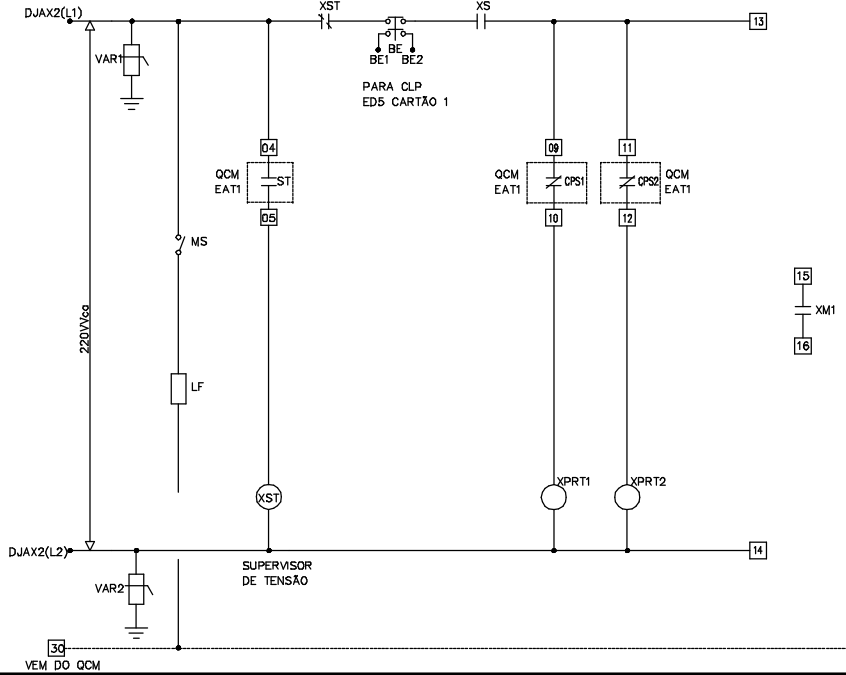 DJAX2(L1)
XST
XS
13
VAR1
BE
BE1 BE2
PARA CLP
ED5 CARTÃO 1
04
09
11
QCM
EAT1
ST
QCM
EAT1
CPS1
CPS2
QCM
EAT1
05
10
12
MS
15
XM1
16
220VVca
LF
XST
XPRT1
XPRT2
DJAX2(L2)
14
SUPERVISOR
DE TENSÃO
VAR2
30
VEM DO QCM